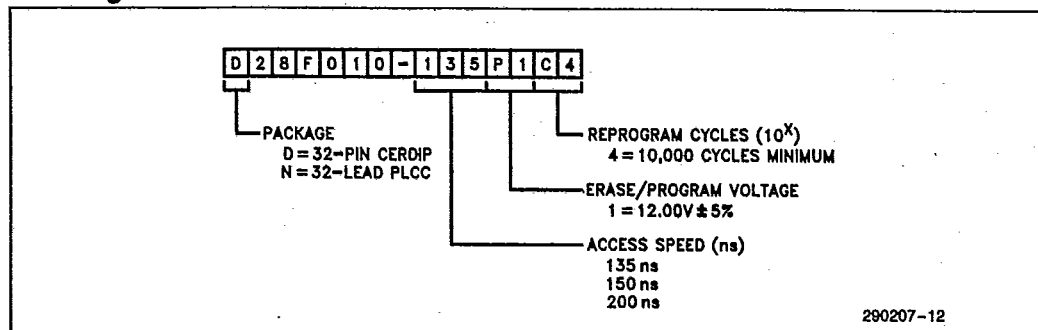 D28F010-135P1C4
PACKAGE
D=32-PIN CERDIP
N=32-LEAD PLCC
REPROGRAM CYCLES (10^X)
4=10,000 CYCLES MINIMUM
ERASE/PROGRAM VOLTAGE
1=12.00V±5%
ACCESS SPEED (ns)
135 ns
150 ns
200 ns
290207-12